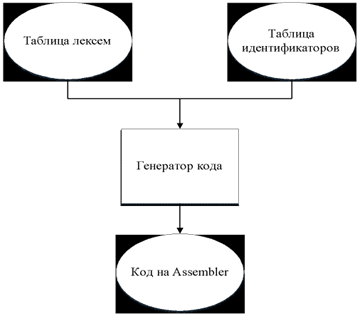 Таблица лексем
Таблица
идентификаторов
Генератор кода
Код на Assembler